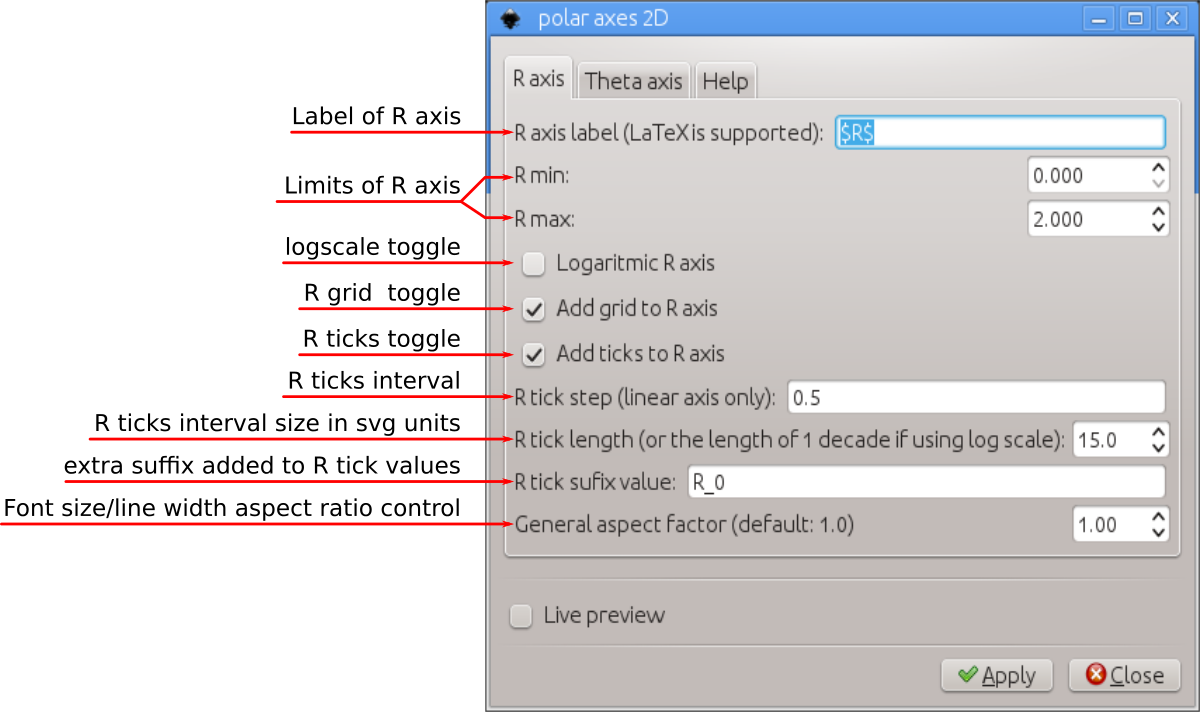 polar axes 2D
R axis Theta axis Help
Label of R axis
R axis label (LaTeX is supported): $R$
Limits of R axis
R min: 0.000
R max: 2.000
logscale toggle
Logaritmic R axis
R grid toggle
Add grid to R axis
R ticks toggle
Add ticks to R axis
R ticks interval
R tick step (linear axis only): 0.5
R ticks interval size in svg units
R tick length (or the length of 1 decade if using log scale): 15.0
extra suffix added to R tick values
R tick sufix value: R_0
Font size/line width aspect ratio control
General aspect factor (default: 1.0) 1.00
Live preview
Apply Close